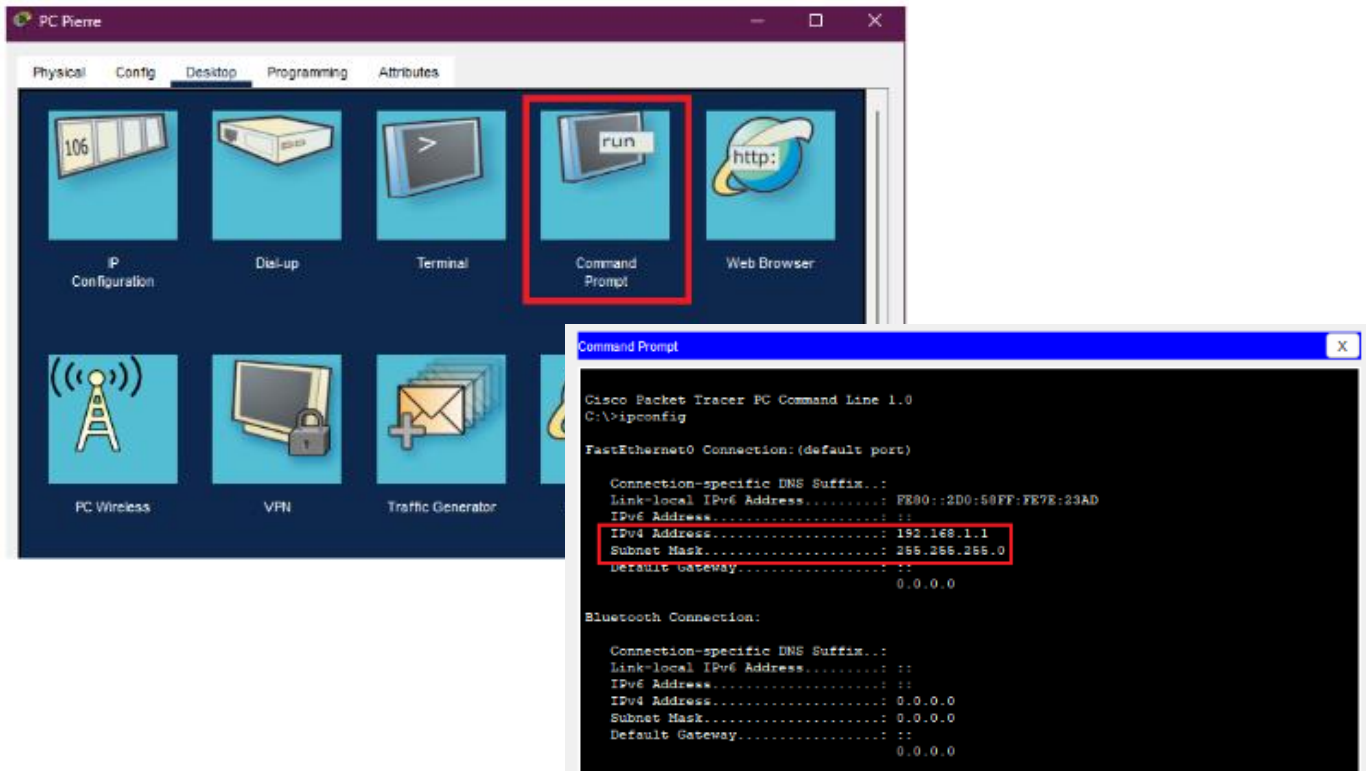 PC Pierre
Physical Config Desktop Programming Attributes
106
>
run
http:
IP
Configuration
Dial-up
Terminal
Command
Prompt
Web Browser
PC Wireless
VPN
Traffic Generator
Command Prompt
X
Cisco Packet Tracer PC Command Line 1.0
C:\>ipconfig
FastEthernet0 Connection:(default port)
Connection-specific DNS Suffix..:
Link-local IPv6 Address.........: FE80::2D0:58FF:FE7E:23AD
IPv6 Address....................: ::
IPv4 Address....................: 192.168.1.1
Subnet Mask.....................: 255.255.255.0
Default Gateway.................: ::
0.0.0.0
Bluetooth Connection:
Connection-specific DNS Suffix..:
Link-local IPv6 Address.........: ::
IPv6 Address....................: ::
IPv4 Address....................: 0.0.0.0
Subnet Mask.....................: 0.0.0.0
Default Gateway.................: ::
0.0.0.0